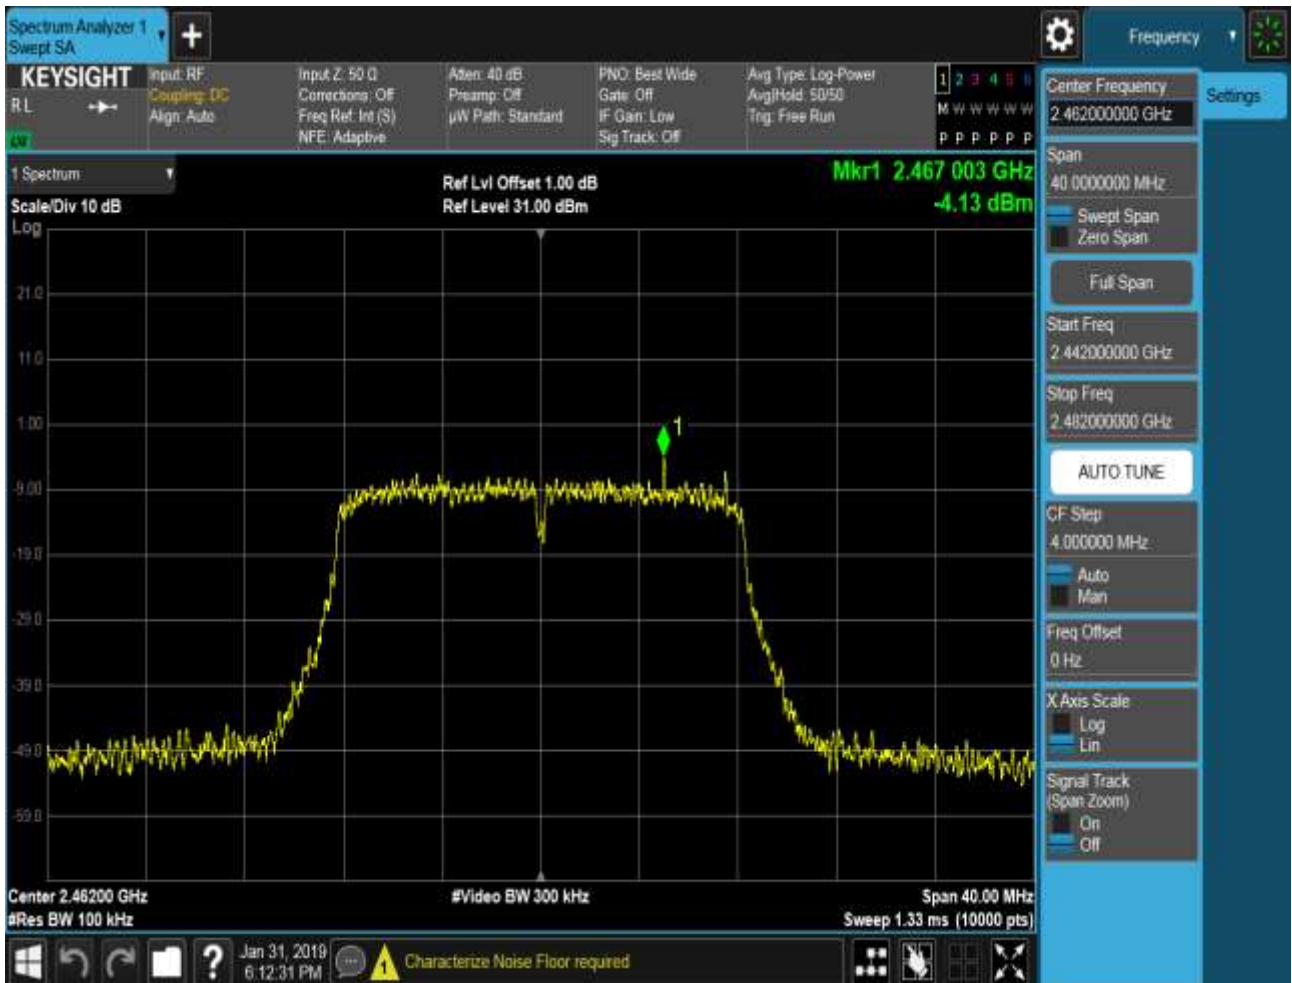 Spectrum Analyzer 1
Swept SA
Frequency
KEYSIGHT
RL
Input: RF
Coupling: DC
Align: Auto
Input Z: 50 Ω
Corrections: Off
Freq Ref: Int (S)
NFE: Adaptive
Atten: 40 dB
Preamp: Off
µW Path: Standard
PNO: Best Wide
Gate: Off
IF Gain: Low
Sig Track: Off
Avg Type: Log-Power
Avg|Hold: 50/50
Trig: Free Run
1 2 3 4 5 6
M W W W W W
P P P P P P
1 Spectrum
Scale/Div 10 dB
Log
Ref Lvl Offset 1.00 dB
Ref Level 31.00 dBm
Mkr1 2.467 003 GHz
-4.13 dBm
21.0
11.0
1.00
-9.00
-19.0
-29.0
-39.0
-49.0
-59.0
1
Center 2.46200 GHz
#Res BW 100 kHz
#Video BW 300 kHz
Span 40.00 MHz
Sweep 1.33 ms (10000 pts)
Center Frequency
2.462000000 GHz
Settings
Span
40.0000000 MHz
Swept Span
Zero Span
Full Span
Start Freq
2.442000000 GHz
Stop Freq
2.482000000 GHz
AUTO TUNE
CF Step
4.000000 MHz
Auto
Man
Freq Offset
0 Hz
X Axis Scale
Log
Lin
Signal Track
(Span Zoom)
On
Off
Jan 31, 2019
6:12:31 PM
Characterize Noise Floor required